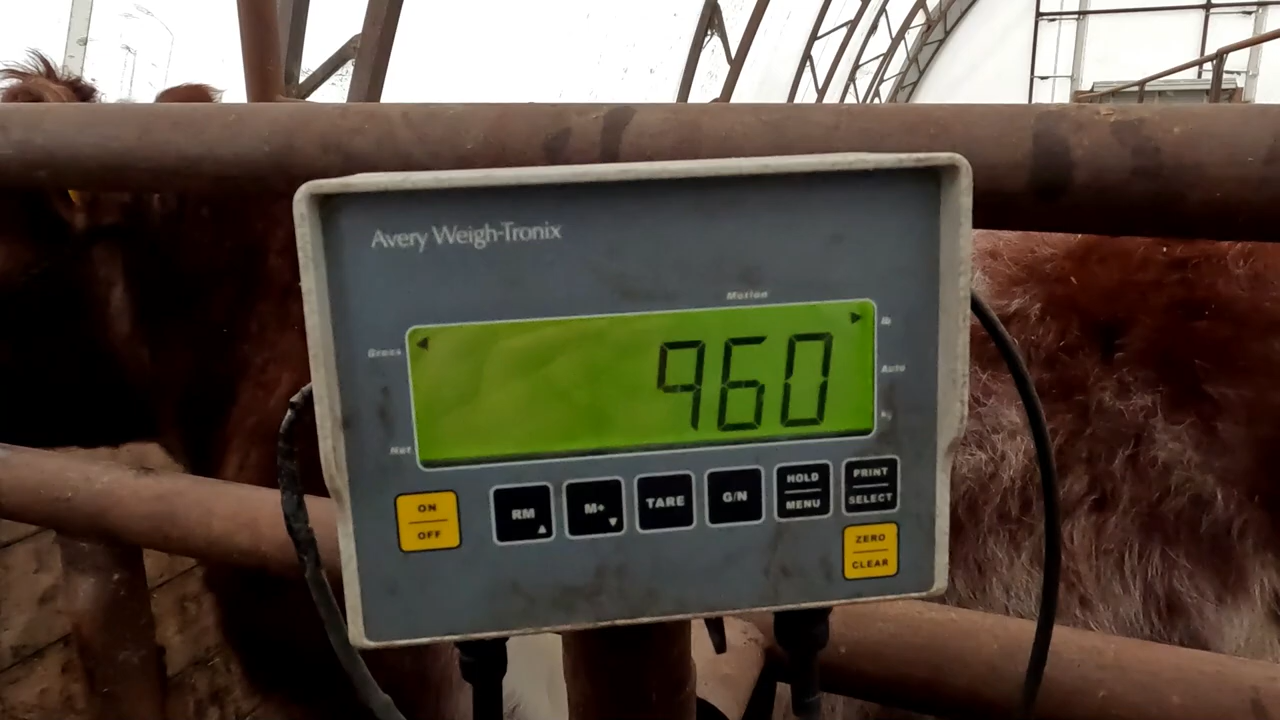 Avery Weigh-Tronix
Motion
Gross
lb
960
Auto
kg
Net
ON
OFF
RM
M+
TARE
G/N
HOLD
MENU
PRINT
SELECT
ZERO
CLEAR